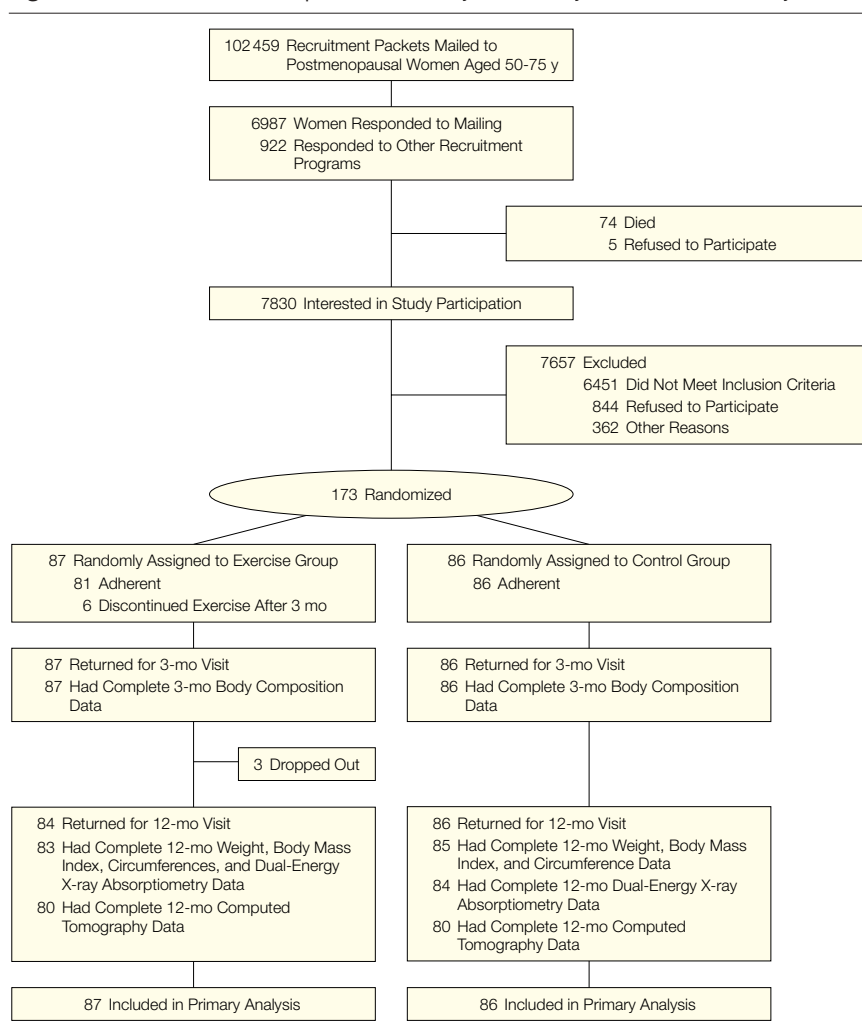 102 459 Recruitment Packets Mailed to
Postmenopausal Women Aged 50-75 y
6987 Women Responded to Mailing
922 Responded to Other Recruitment
Programs
74 Died
5 Refused to Participate
7830 Interested in Study Participation
7657 Excluded
6451 Did Not Meet Inclusion Criteria
844 Refused to Participate
362 Other Reasons
173 Randomized
87 Randomly Assigned to Exercise Group
81 Adherent
6 Discontinued Exercise After 3 mo
86 Randomly Assigned to Control Group
86 Adherent
87 Returned for 3-mo Visit
87 Had Complete 3-mo Body Composition
Data
86 Returned for 3-mo Visit
86 Had Complete 3-mo Body Composition
Data
3 Dropped Out
84 Returned for 12-mo Visit
83 Had Complete 12-mo Weight, Body Mass
Index, Circumferences, and Dual-Energy
X-ray Absorptiometry Data
80 Had Complete 12-mo Computed
Tomography Data
86 Returned for 12-mo Visit
85 Had Complete 12-mo Weight, Body Mass
Index, and Circumference Data
84 Had Complete 12-mo Dual-Energy X-ray
Absorptiometry Data
80 Had Complete 12-mo Computed
Tomography Data
87 Included in Primary Analysis
86 Included in Primary Analysis